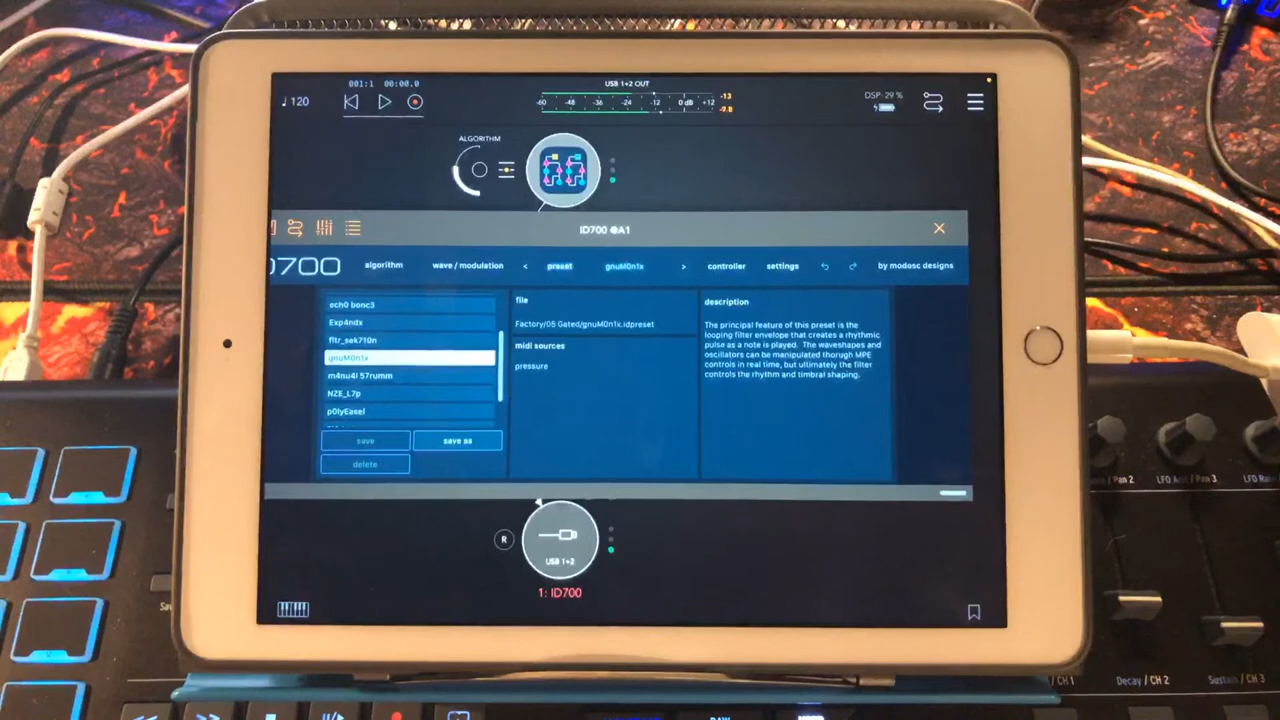 001:1 00:00.0
USB 1+2 OUT
♩120
-60 -48 -36 -24 -12 0 dB +12
-13
-9.8
DSP: 29 %
ALGORITHM
ID700 @A1
D700
algorithm
wave / modulation
<
preset
gnuM0n1x
>
controller
settings
by modosc designs
ech0 bonc3
Exp4ndx
fltr_sek710n
gnuM0n1x
m4nu4l 57rumm
NZE_L7p
p0lyEasel
save
save as
delete
file
Factory/05 Gated/gnuM0n1x.idpreset
midi sources
pressure
description
The principal feature of this preset is the
looping filter envelope that creates a rhythmic
pulse as a note is played. The waveshapes and
oscillators can be manipulated thorugh MPE
controls in real time, but ultimately the filter
controls the rhythm and timbral shaping.
R
USB 1+2
1: ID700
/ Pan 2
/ Pan 3
/ CH 1
Decay / CH 2
Sustain / CH 3